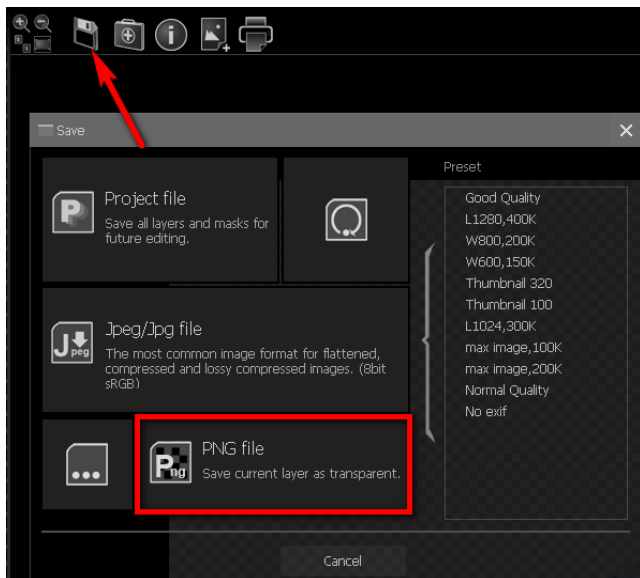 Save
Preset
Project file
Save all layers and masks for
future editing.
P
Jpeg/Jpg file
The most common image format for flattened,
compressed and lossy compressed images. (8bit
sRGB)
J
Jpeg
PNG file
Save current layer as transparent.
P
ng
Good Quality
L1280,400K
W800,200K
W600,150K
Thumbnail 320
Thumbnail 100
L1024,300K
max image,100K
max image,200K
Normal Quality
No exif
Cancel